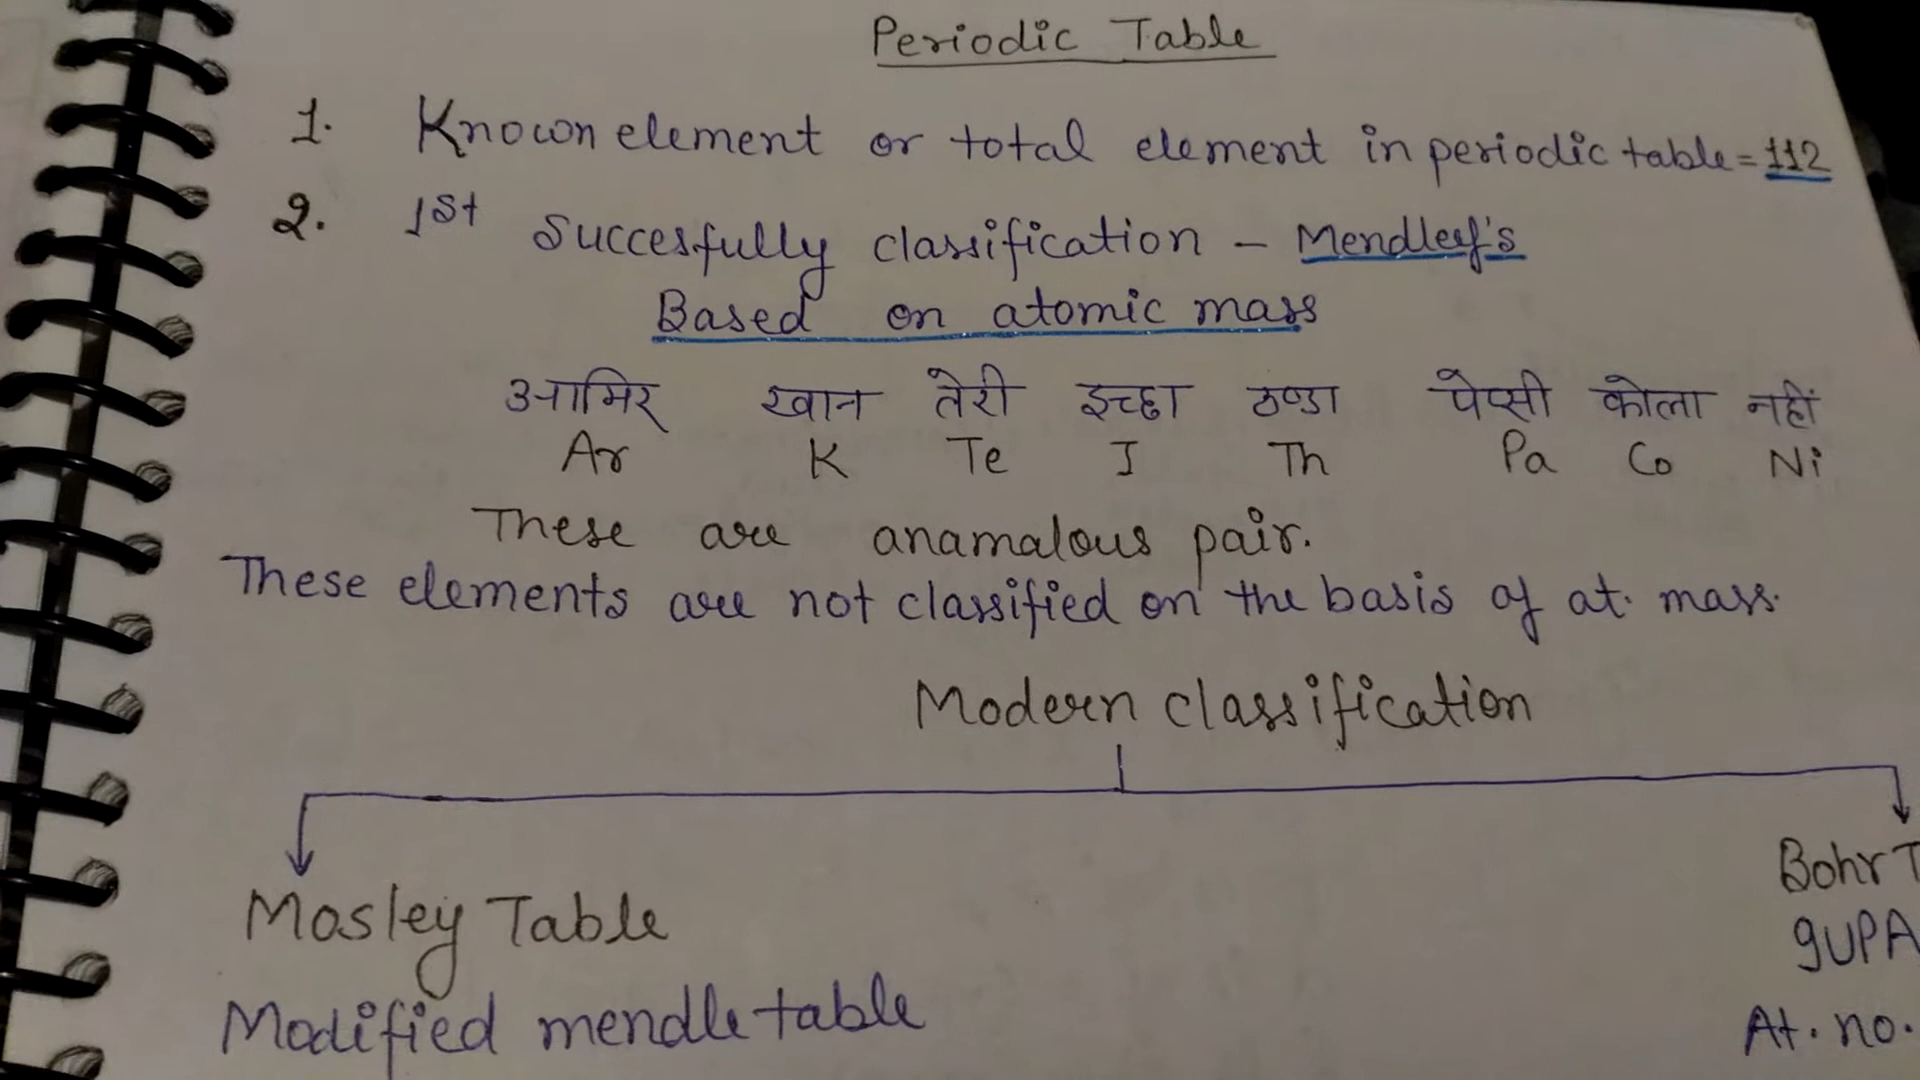 Periodic Table
1. Known element or total element in periodic table = 112
2. 1st Succesfully classification - Mendleef's
Based on atomic mass
आमिर खान तेरी इच्छा ठण्डा पेप्सी कोला नहीं
Ar K Te I Th Pa Co Ni
These are anamalous pair.
These elements are not classified on the basis of at. mass.
Modern classification
Mosley Table
Bohr T
Modified mendle table
gUPA
At. no.